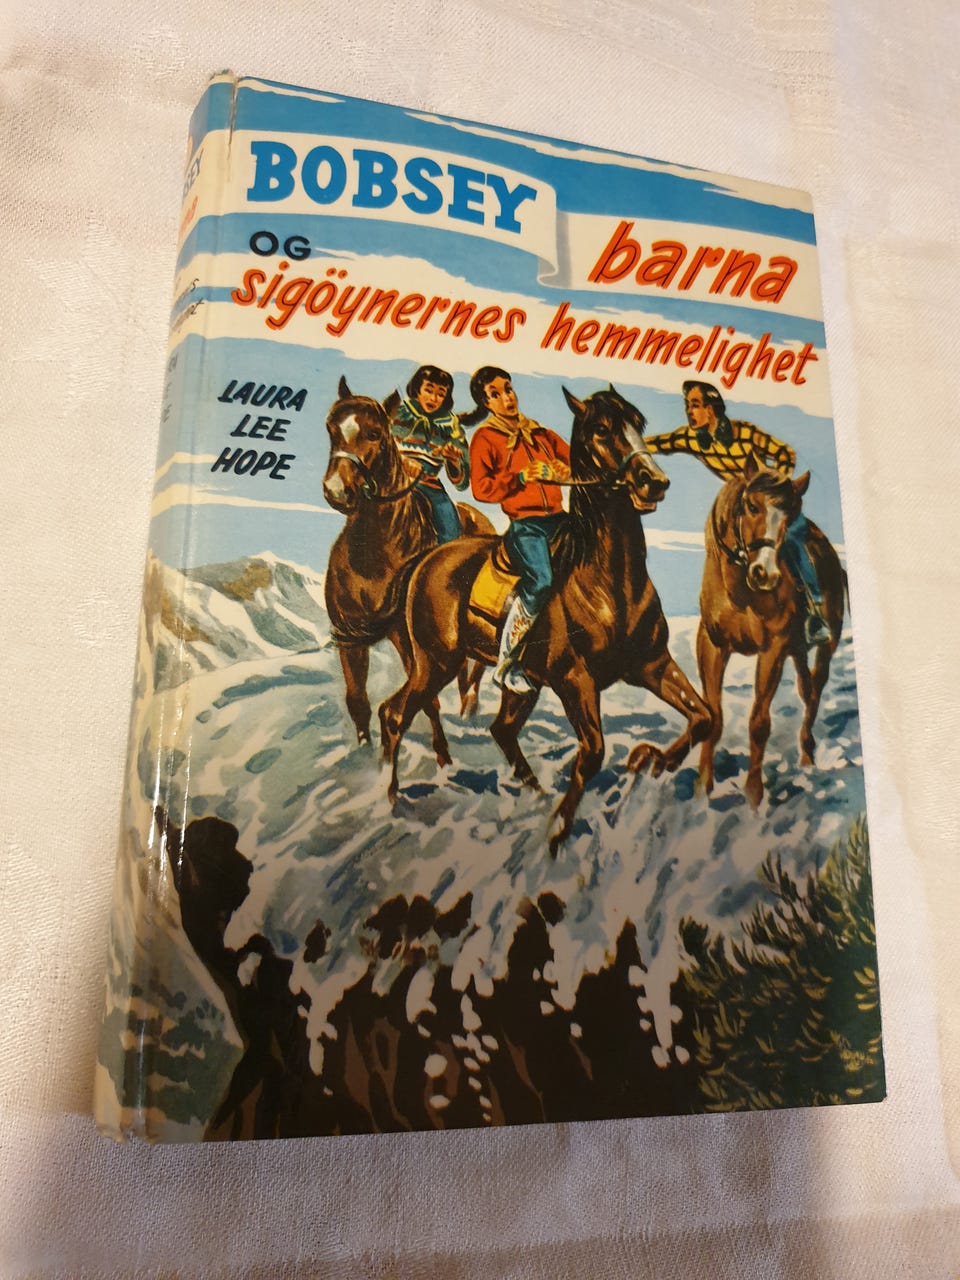 BOBSEY
barna
OG
sigöynernes hemmelighet
LAURA
LEE
HOPE